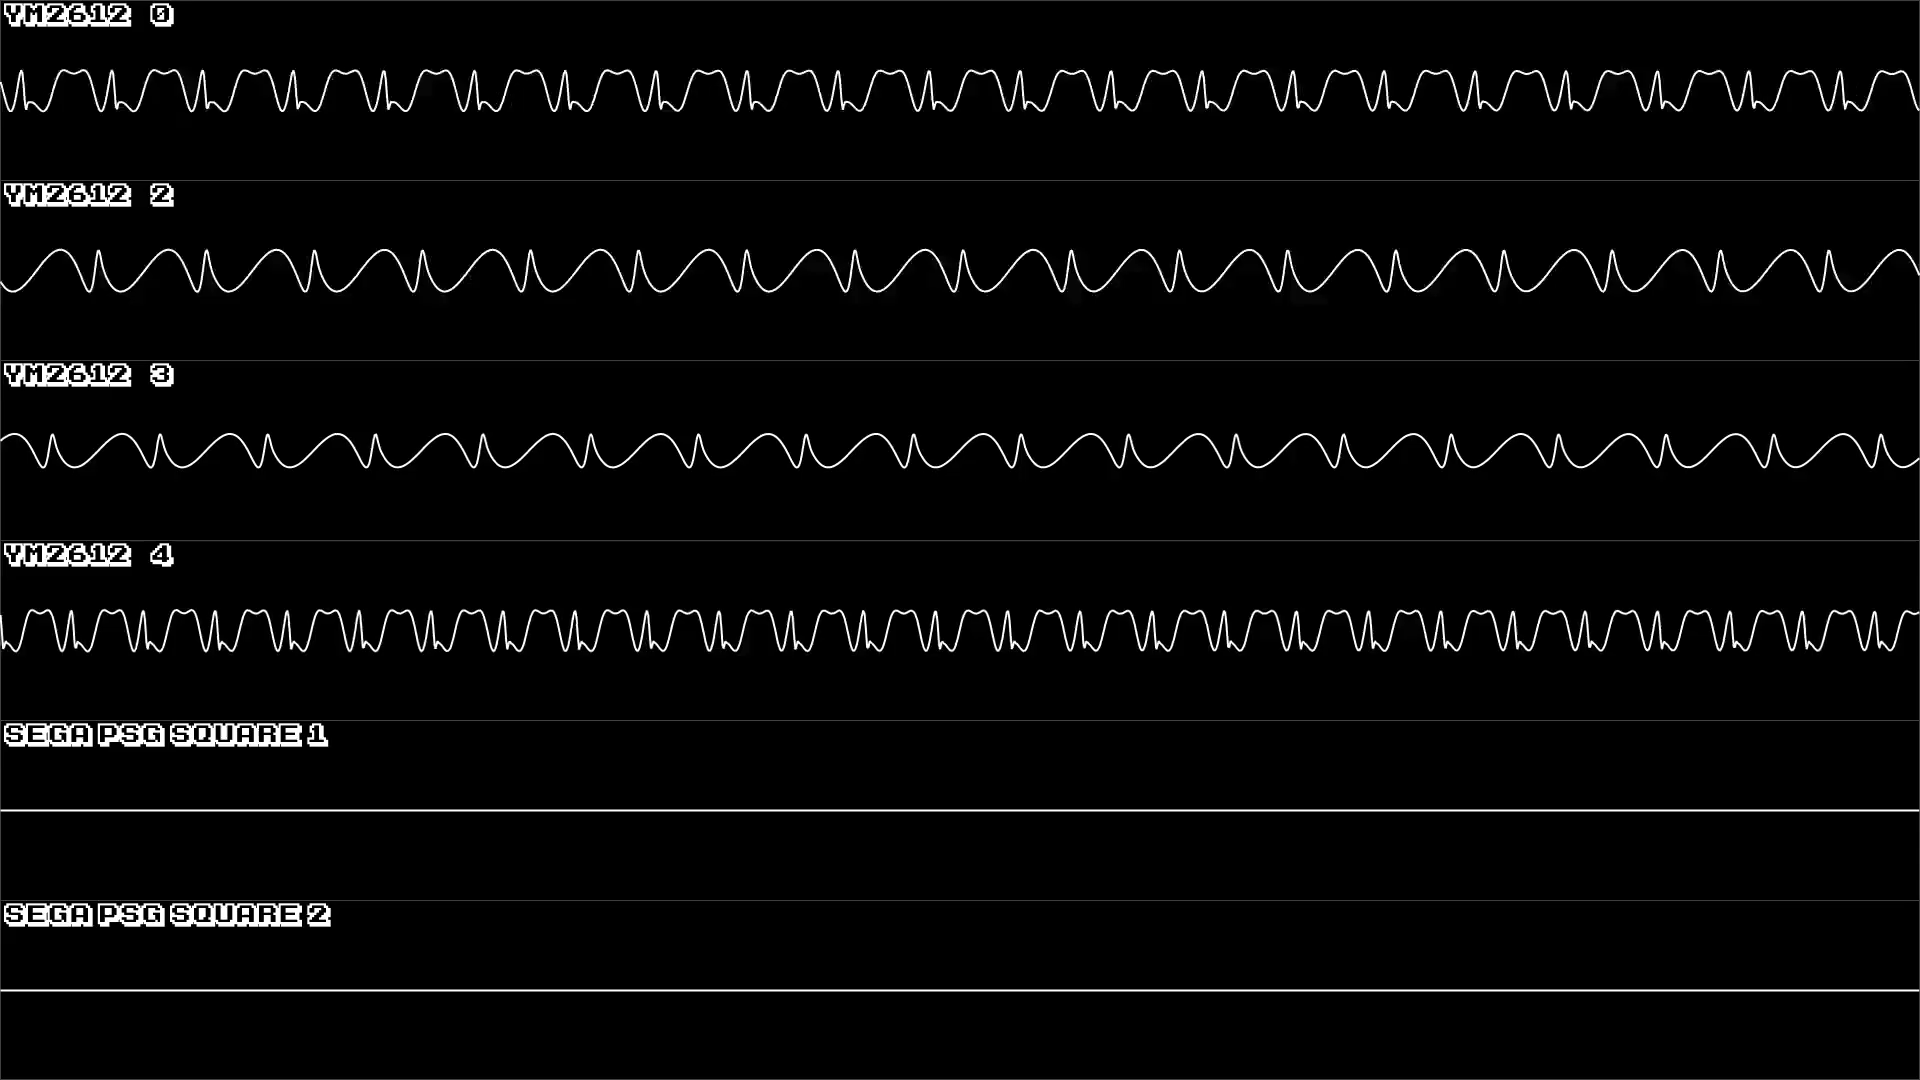 YM2612 0
YM2612 2
YM2612 3
YM2612 4
SEGA PSG SQUARE 1
SEGA PSG SQUARE 2